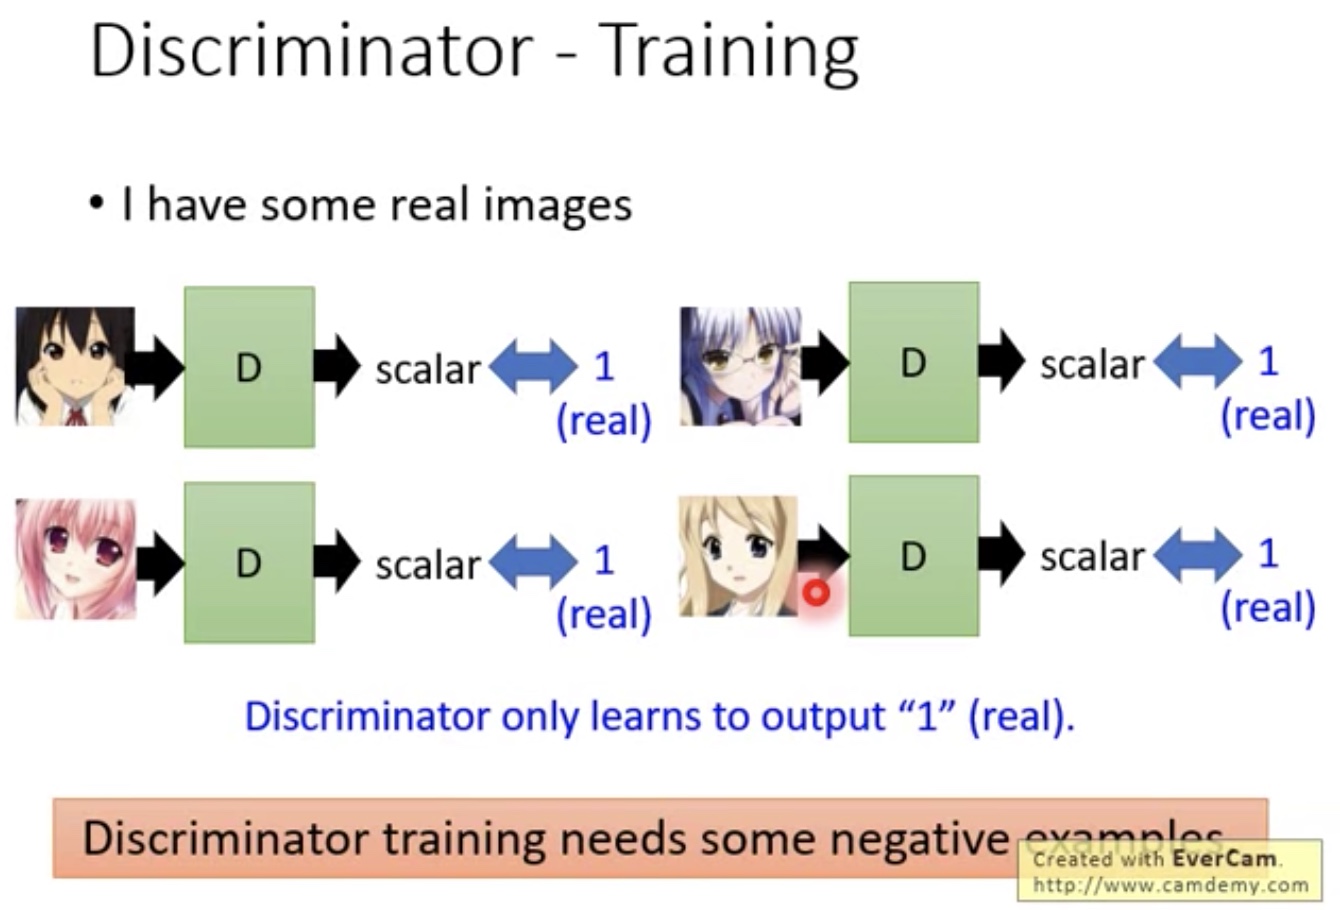 Discriminator - Training
• I have some real images
D scalar 1 (real)
D scalar 1 (real)
D scalar 1 (real)
D scalar 1 (real)
Discriminator only learns to output “1” (real).
Discriminator training needs some negative examples
Created with EverCam.
http://www.camdemy.com